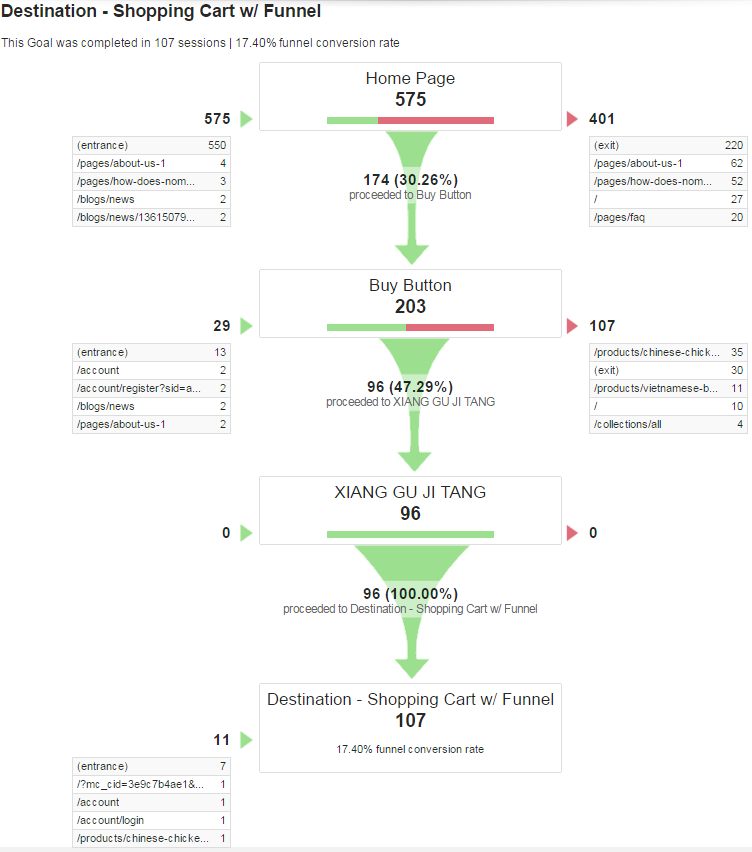 Destination - Shopping Cart w/ Funnel
This Goal was completed in 107 sessions | 17.40% funnel conversion rate
Home Page
575
575
(entrance) 550
/pages/about-us-1 4
/pages/how-does-nom... 3
/blogs/news 2
/blogs/news/13615079... 2
401
(exit) 220
/pages/about-us-1 62
/pages/how-does-nom... 52
/ 27
/pages/faq 20
174 (30.26%)
proceeded to Buy Button
Buy Button
203
29
(entrance) 13
/account 2
/account/register?sid=a... 2
/blogs/news 2
/pages/about-us-1 2
107
/products/chinese-chick... 35
(exit) 30
/products/vietnamese-b... 11
/ 10
/collections/all 4
96 (47.29%)
proceeded to XIANG GU JI TANG
XIANG GU JI TANG
96
0
0
96 (100.00%)
proceeded to Destination - Shopping Cart w/ Funnel
Destination - Shopping Cart w/ Funnel
107
17.40% funnel conversion rate
11
(entrance) 7
/?mc_cid=3e9c7b4ae1&... 1
/account 1
/account/login 1
/products/chinese-chicke... 1